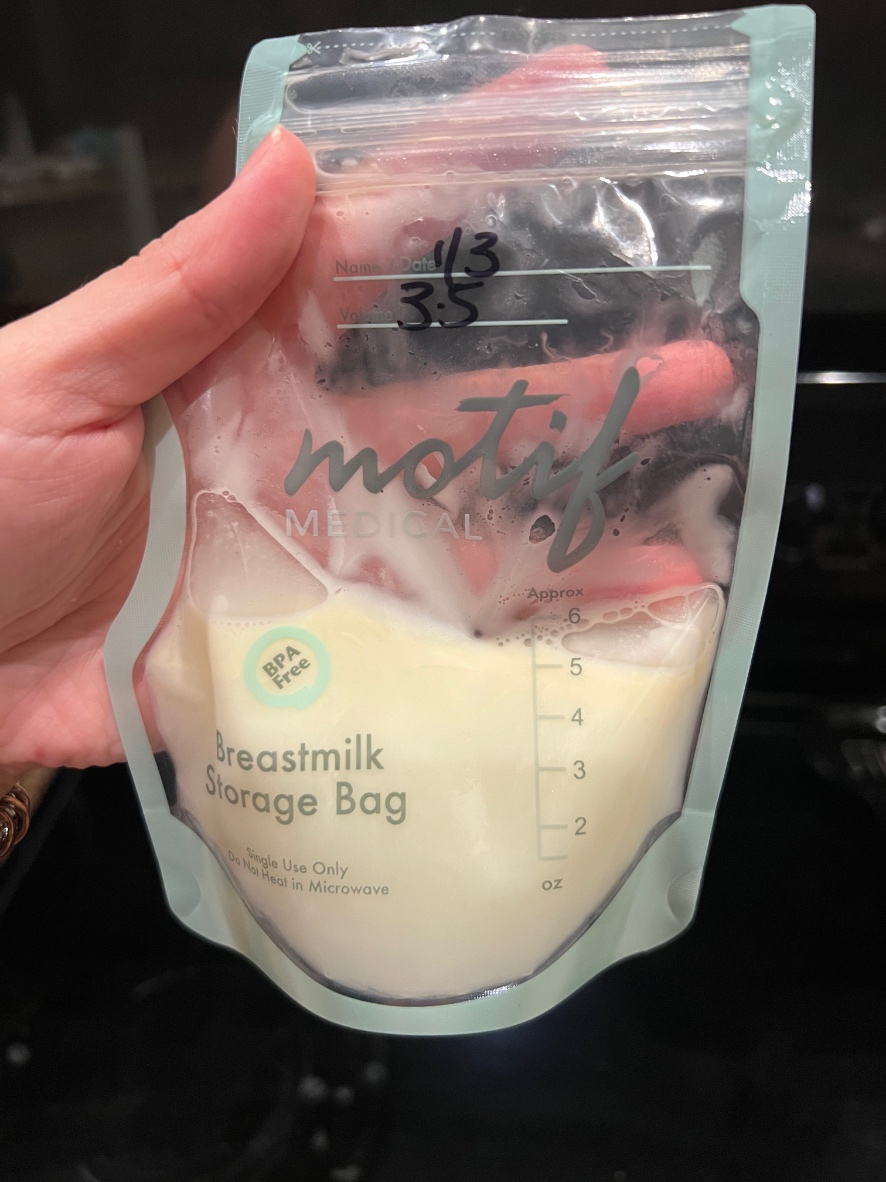 Name / Date 1/3
Volume 3.5
motif
MEDICAL
Approx
6
5
4
3
2
oz
BPA
Free
Breastmilk
Storage Bag
Single Use Only
Do Not Heat in Microwave